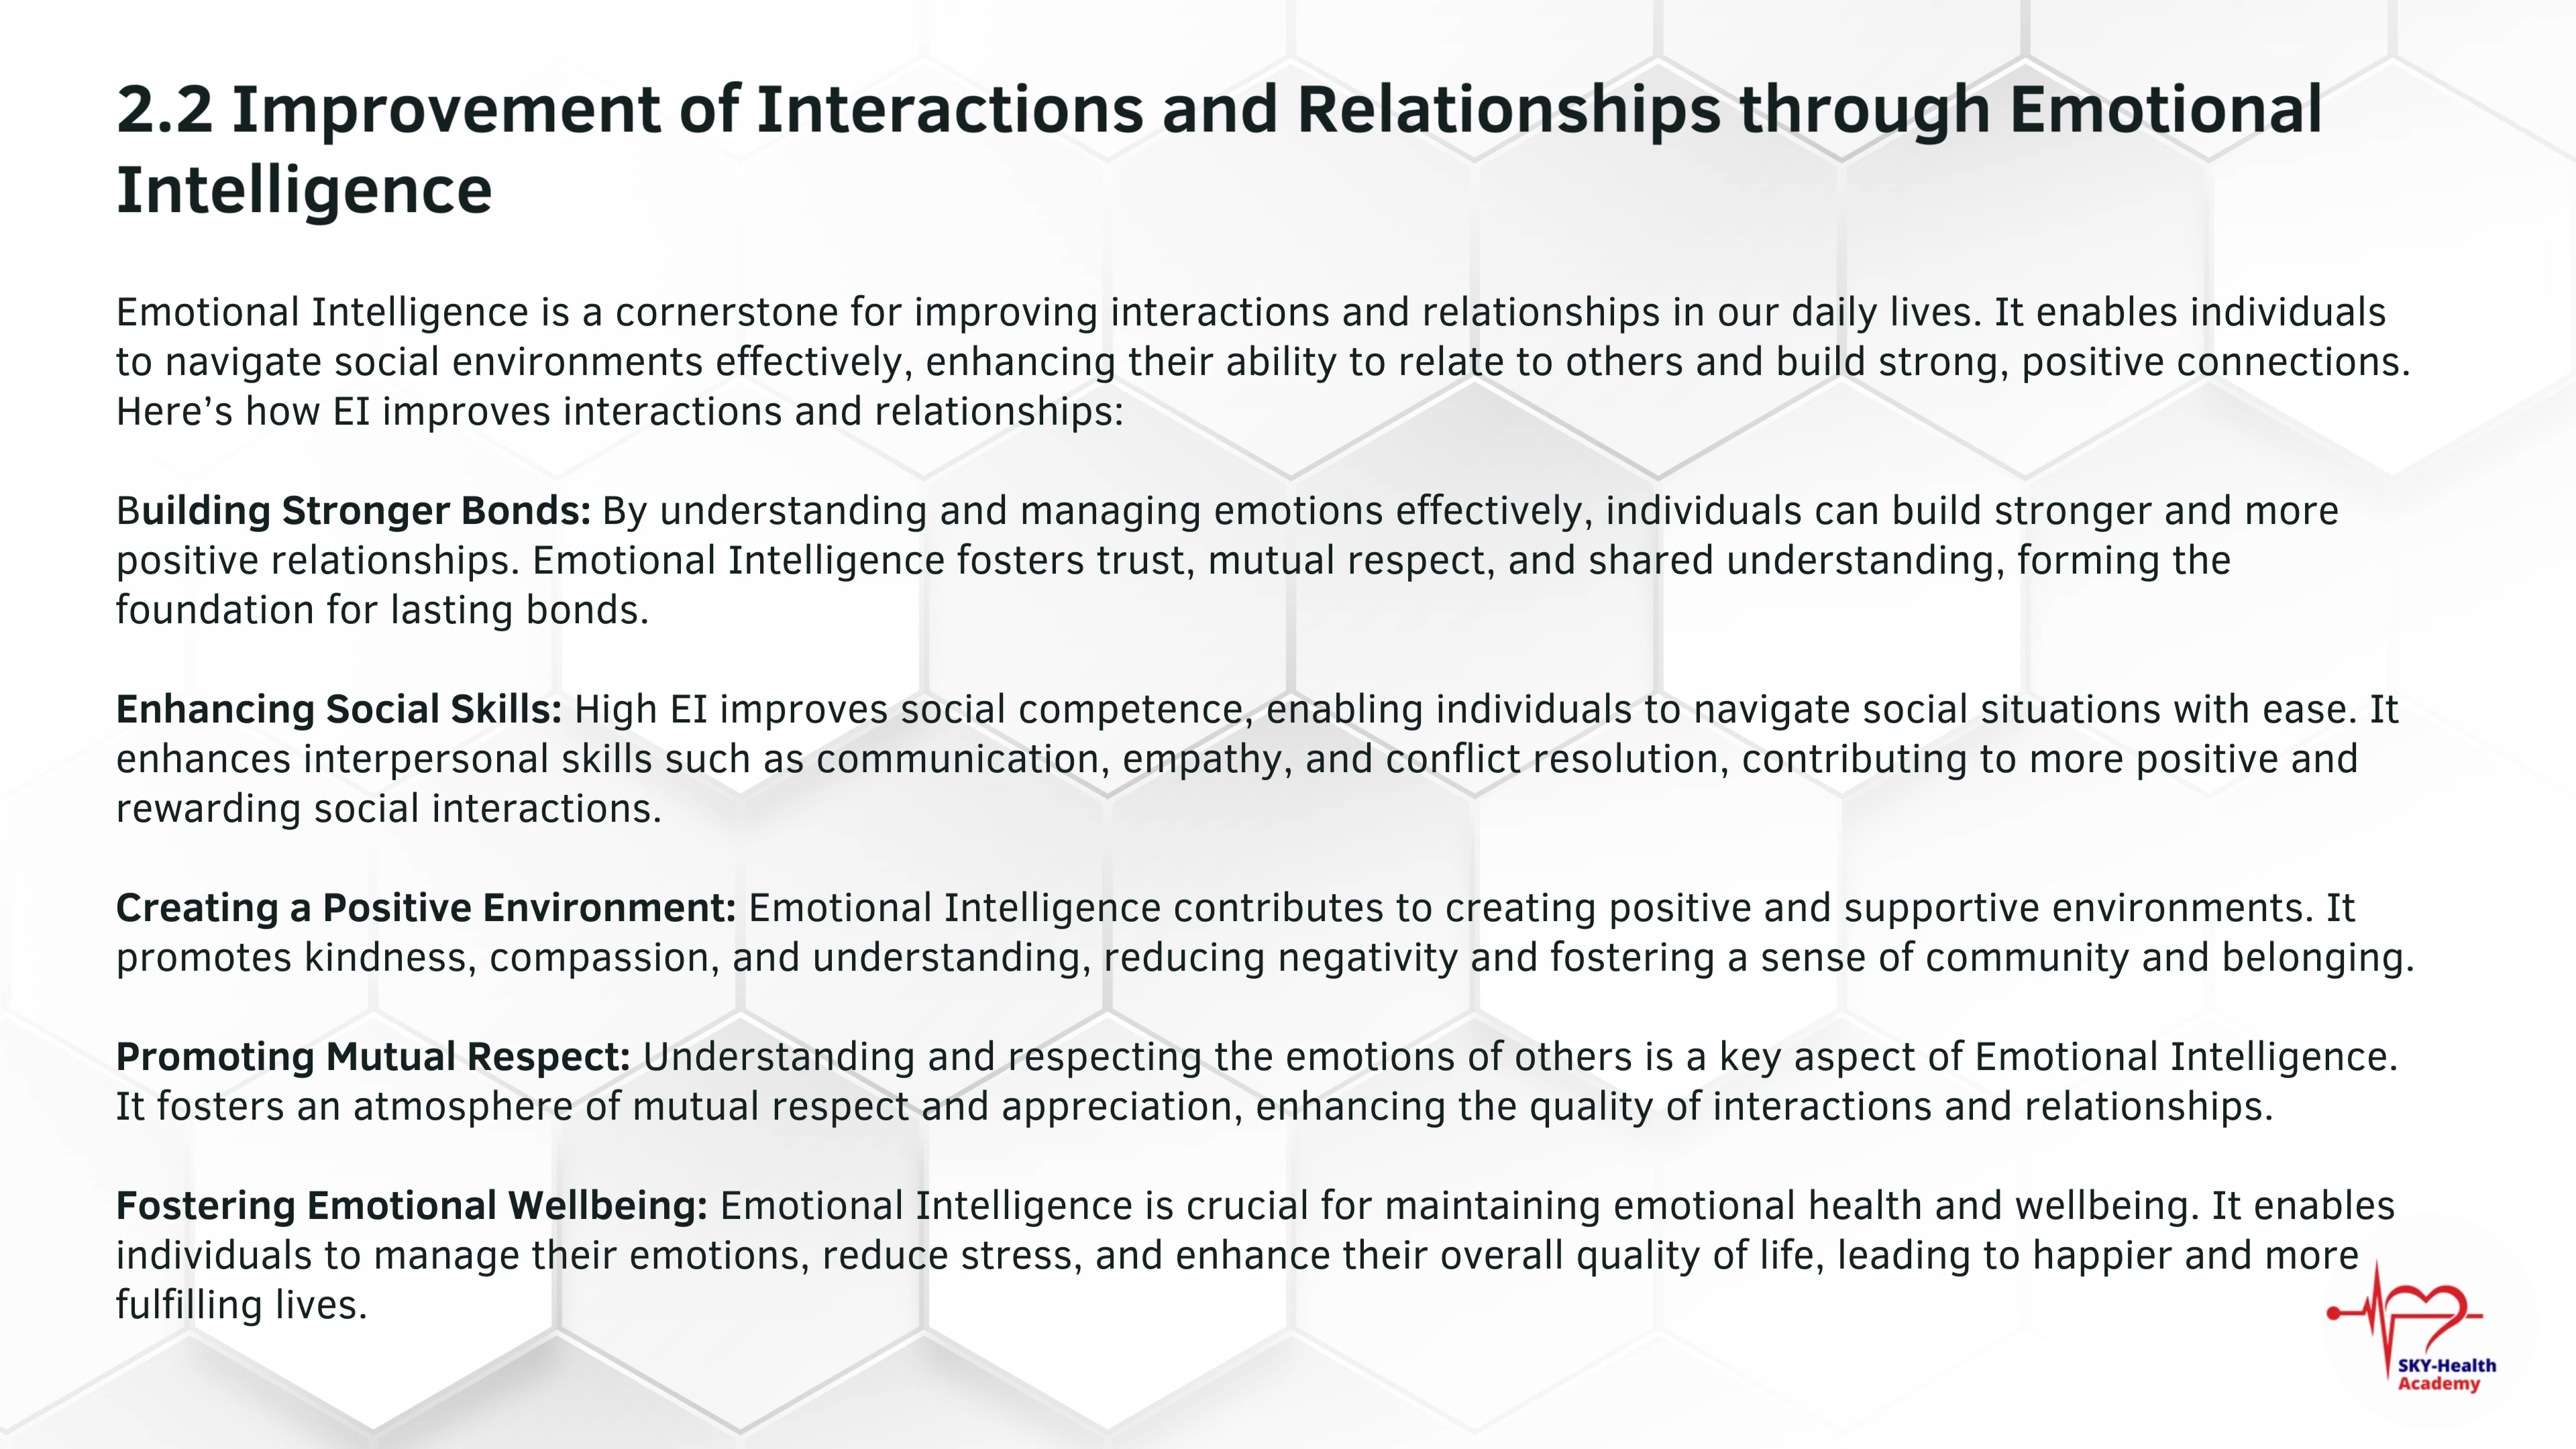 2.2 Improvement of Interactions and Relationships through Emotional
Intelligence
Emotional Intelligence is a cornerstone for improving interactions and relationships in our daily lives. It enables individuals
to navigate social environments effectively, enhancing their ability to relate to others and build strong, positive connections.
Here’s how EI improves interactions and relationships:
Building Stronger Bonds: By understanding and managing emotions effectively, individuals can build stronger and more
positive relationships. Emotional Intelligence fosters trust, mutual respect, and shared understanding, forming the
foundation for lasting bonds.
Enhancing Social Skills: High EI improves social competence, enabling individuals to navigate social situations with ease. It
enhances interpersonal skills such as communication, empathy, and conflict resolution, contributing to more positive and
rewarding social interactions.
Creating a Positive Environment: Emotional Intelligence contributes to creating positive and supportive environments. It
promotes kindness, compassion, and understanding, reducing negativity and fostering a sense of community and belonging.
Promoting Mutual Respect: Understanding and respecting the emotions of others is a key aspect of Emotional Intelligence.
It fosters an atmosphere of mutual respect and appreciation, enhancing the quality of interactions and relationships.
Fostering Emotional Wellbeing: Emotional Intelligence is crucial for maintaining emotional health and wellbeing. It enables
individuals to manage their emotions, reduce stress, and enhance their overall quality of life, leading to happier and more
fulfilling lives.
SKY-Health
Academy